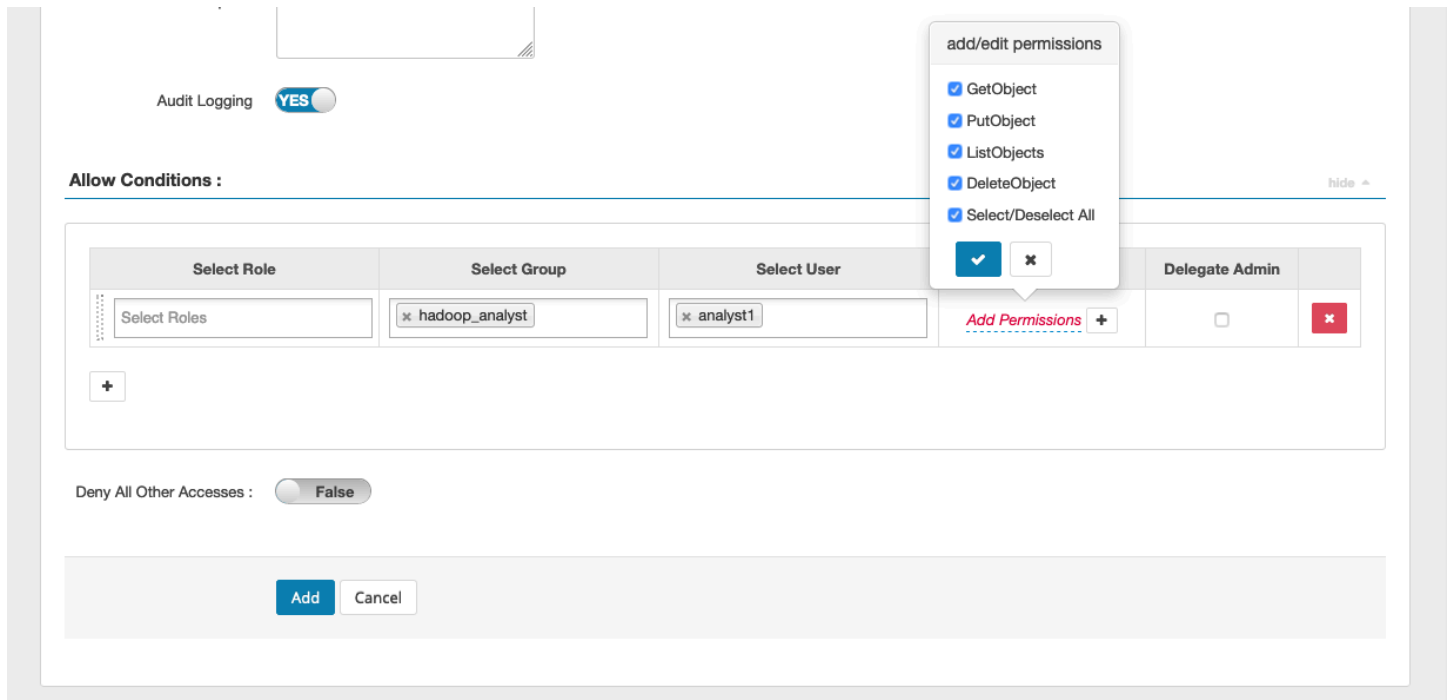 add/edit permissions
GetObject
PutObject
ListObjects
DeleteObject
Select/Deselect All
Audit Logging YES
Allow Conditions :
hide
Select Role Select Group Select User Delegate Admin
Select Roles hadoop_analyst analyst1 Add Permissions
Deny All Other Accesses : False
Add Cancel